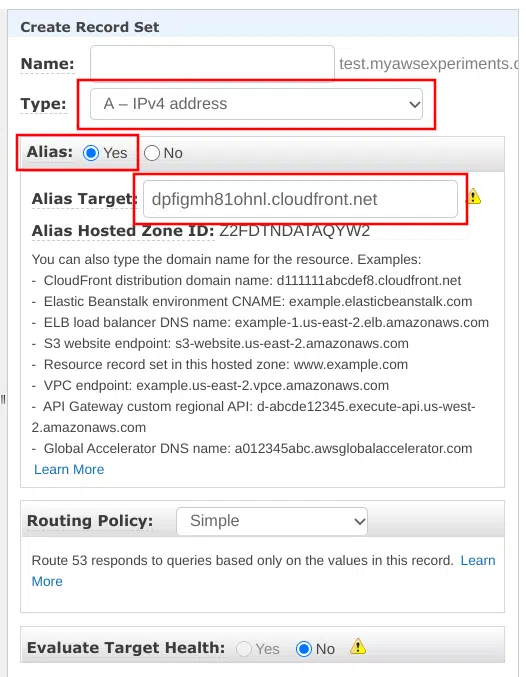 Create Record Set
Name: test.myawsexperiments.c
Type: A – IPv4 address
Alias: Yes No
Alias Target: dpfigmh81ohnl.cloudfront.net
Alias Hosted Zone ID: Z2FDTNDATAQYW2
You can also type the domain name for the resource. Examples:
- CloudFront distribution domain name: d111111abcdef8.cloudfront.net
- Elastic Beanstalk environment CNAME: example.elasticbeanstalk.com
- ELB load balancer DNS name: example-1.us-east-2.elb.amazonaws.com
- S3 website endpoint: s3-website.us-east-2.amazonaws.com
- Resource record set in this hosted zone: www.example.com
- VPC endpoint: example.us-east-2.vpce.amazonaws.com
- API Gateway custom regional API: d-abcde12345.execute-api.us-west-
2.amazonaws.com
- Global Accelerator DNS name: a012345abc.awsglobalaccelerator.com
Learn More
Routing Policy: Simple
Route 53 responds to queries based only on the values in this record. Learn
More
Evaluate Target Health: Yes No